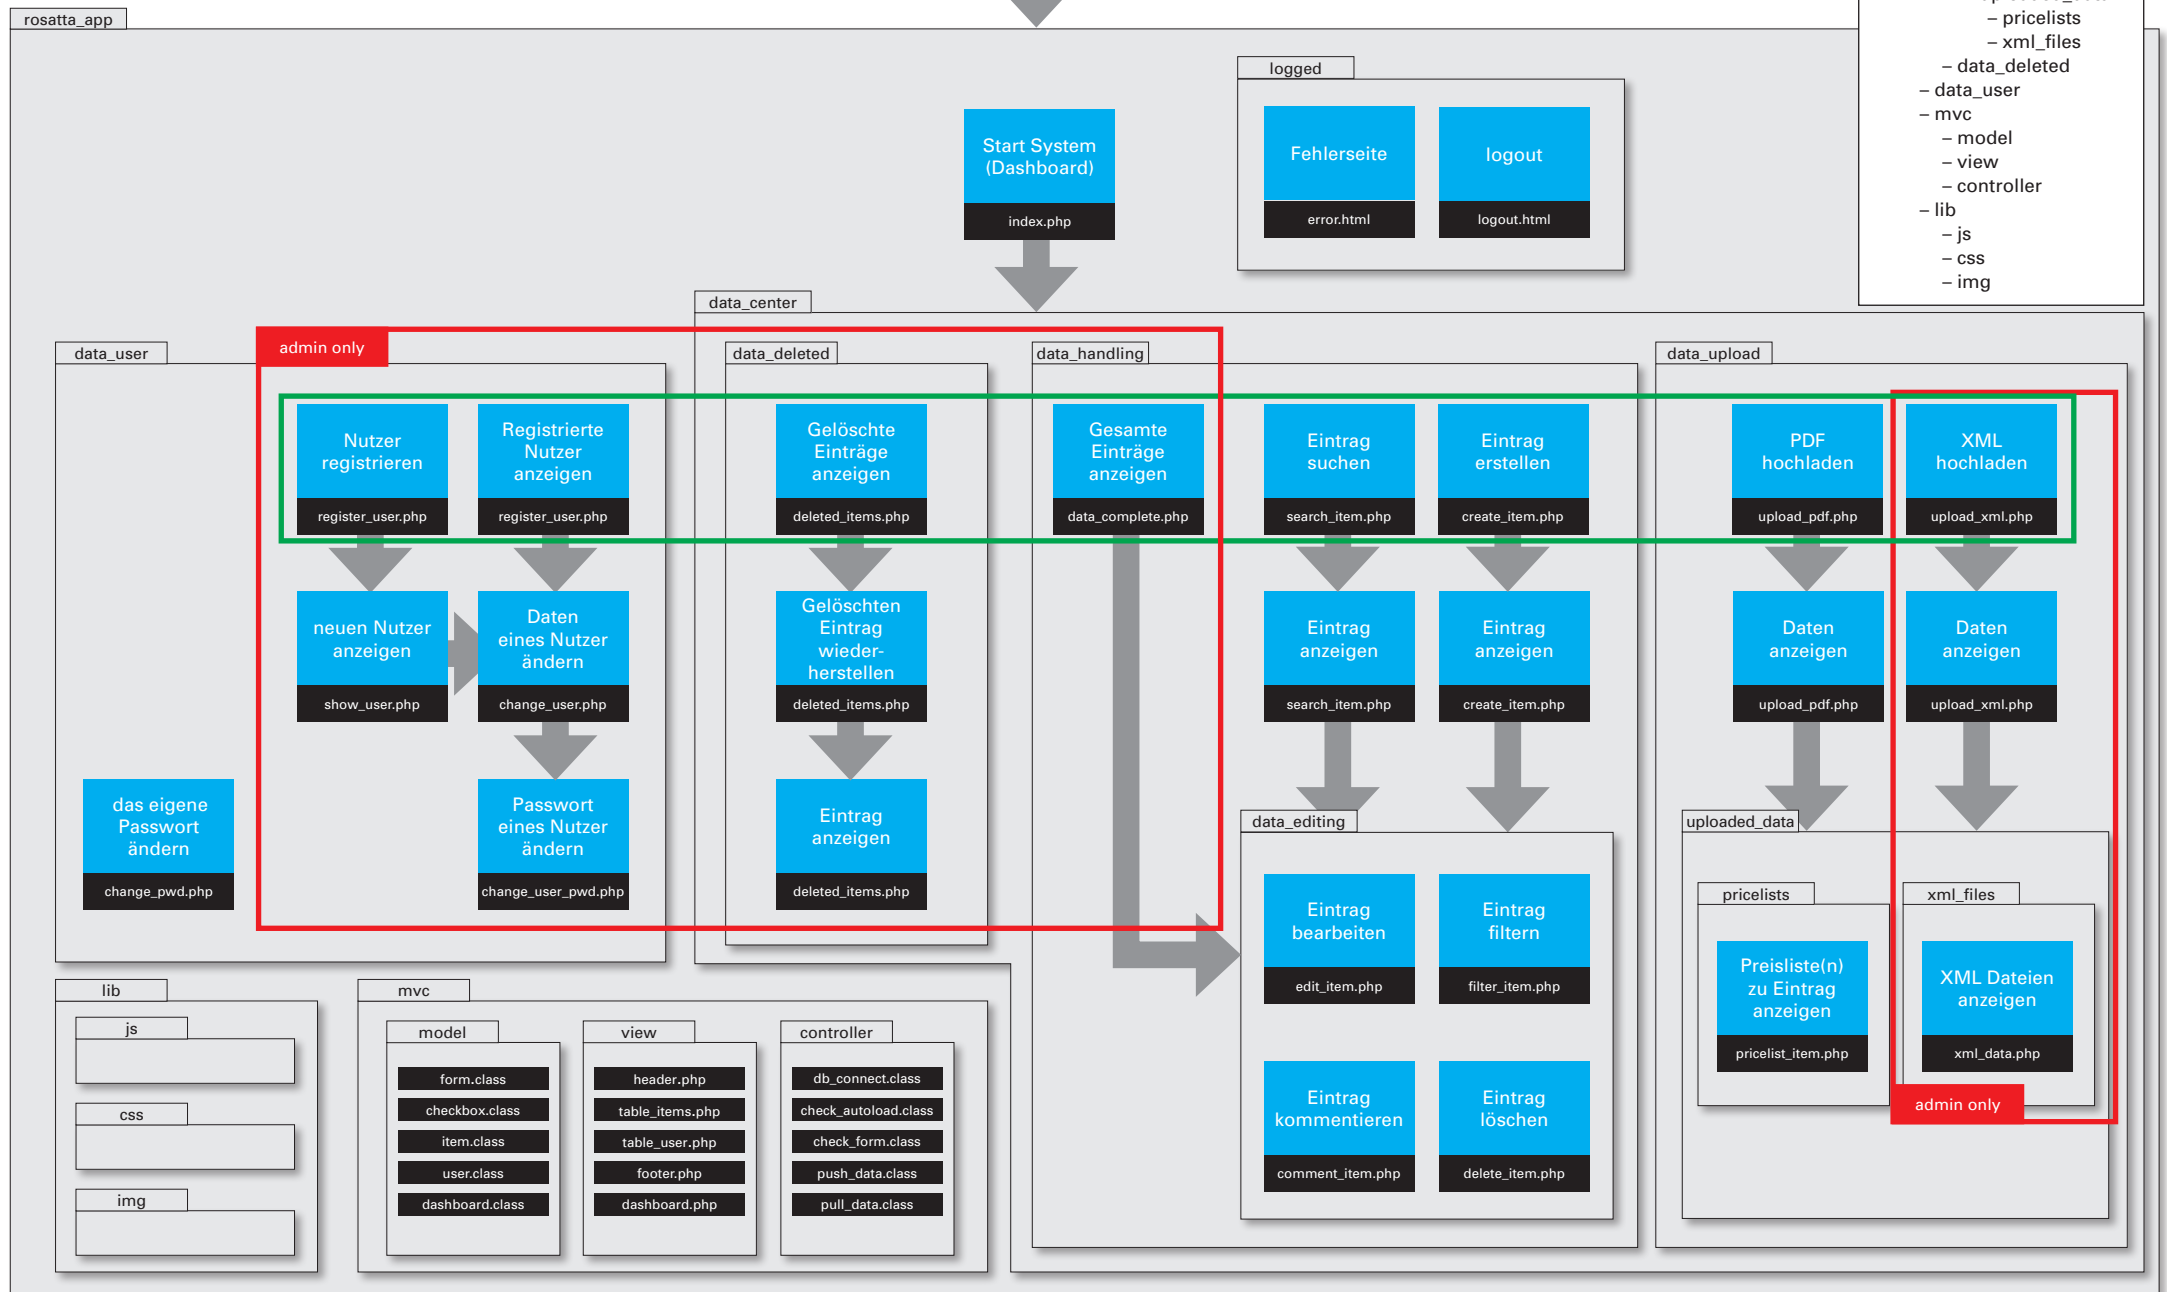 rosatta_app
– pricelists
– xml_files
– data_deleted
– data_user
– mvc
– model
– view
– controller
– lib
– js
– css
– img
logged
Start System
(Dashboard)
index.php
Fehlerseite
error.html
logout
logout.html
data_center
data_user
admin only
data_deleted
data_handling
data_upload
Nutzer
registrieren
register_user.php
Registrierte
Nutzer
anzeigen
register_user.php
Gelöschte
Einträge
anzeigen
deleted_items.php
Gesamte
Einträge
anzeigen
data_complete.php
Eintrag
suchen
search_item.php
Eintrag
erstellen
create_item.php
PDF
hochladen
upload_pdf.php
XML
hochladen
upload_xml.php
neuen Nutzer
anzeigen
show_user.php
Daten
eines Nutzer
ändern
change_user.php
Gelöschten
Eintrag
wieder-
herstellen
deleted_items.php
Eintrag
anzeigen
search_item.php
Eintrag
anzeigen
create_item.php
Daten
anzeigen
upload_pdf.php
Daten
anzeigen
upload_xml.php
das eigene
Passwort
ändern
change_pwd.php
Passwort
eines Nutzer
ändern
change_user_pwd.php
Eintrag
anzeigen
deleted_items.php
data_editing
uploaded_data
Eintrag
bearbeiten
edit_item.php
Eintrag
filtern
filter_item.php
pricelists
xml_files
Preisliste(n)
zu Eintrag
anzeigen
pricelist_item.php
XML Dateien
anzeigen
xml_data.php
admin only
Eintrag
kommentieren
comment_item.php
Eintrag
löschen
delete_item.php
lib
js
css
img
mvc
model
form.class
checkbox.class
item.class
user.class
dashboard.class
view
header.php
table_items.php
table_user.php
footer.php
dashboard.php
controller
db_connect.class
check_autoload.class
check_form.class
push_data.class
pull_data.class